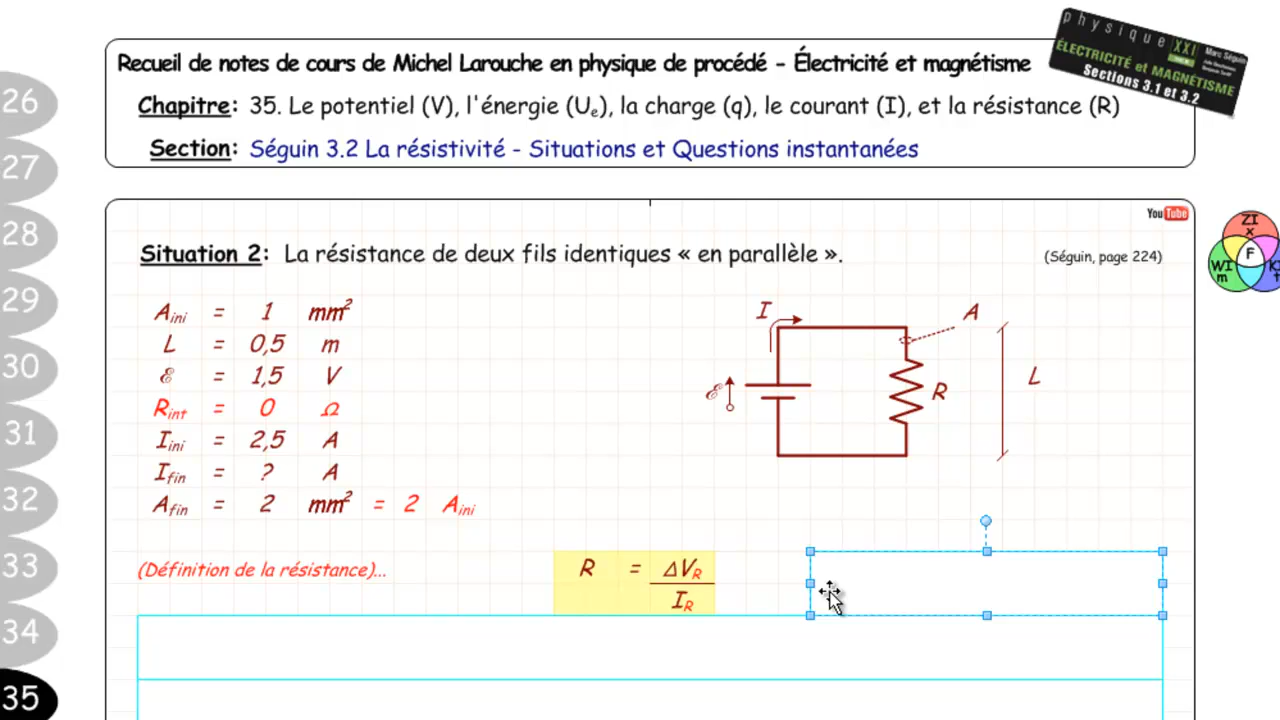 physique XXI
Marc Séguin
ÉLECTRICITÉ et MAGNÉTISME
Sections 3.1 et 3.2
Recueil de notes de cours de Michel Larouche en physique de procédé - Électricité et magnétisme
Chapitre: 35. Le potentiel (V), l'énergie (Ue), la charge (q), le courant (I), et la résistance (R)
Section: Séguin 3.2 La résistivité - Situations et Questions instantanées
26
27
28
29
30
31
32
33
34
35
You Tube
Situation 2: La résistance de deux fils identiques « en parallèle ». (Séguin, page 224)
ZI
x
F
WI
m
Aini = 1 mm²
L = 0,5 m
ℰ = 1,5 V
Rint = 0 Ω
Iini = 2,5 A
Ifin = ? A
Afin = 2 mm² = 2 Aini
I
A
ℰ
R
L
(Définition de la résistance)... R = ΔVR / IR